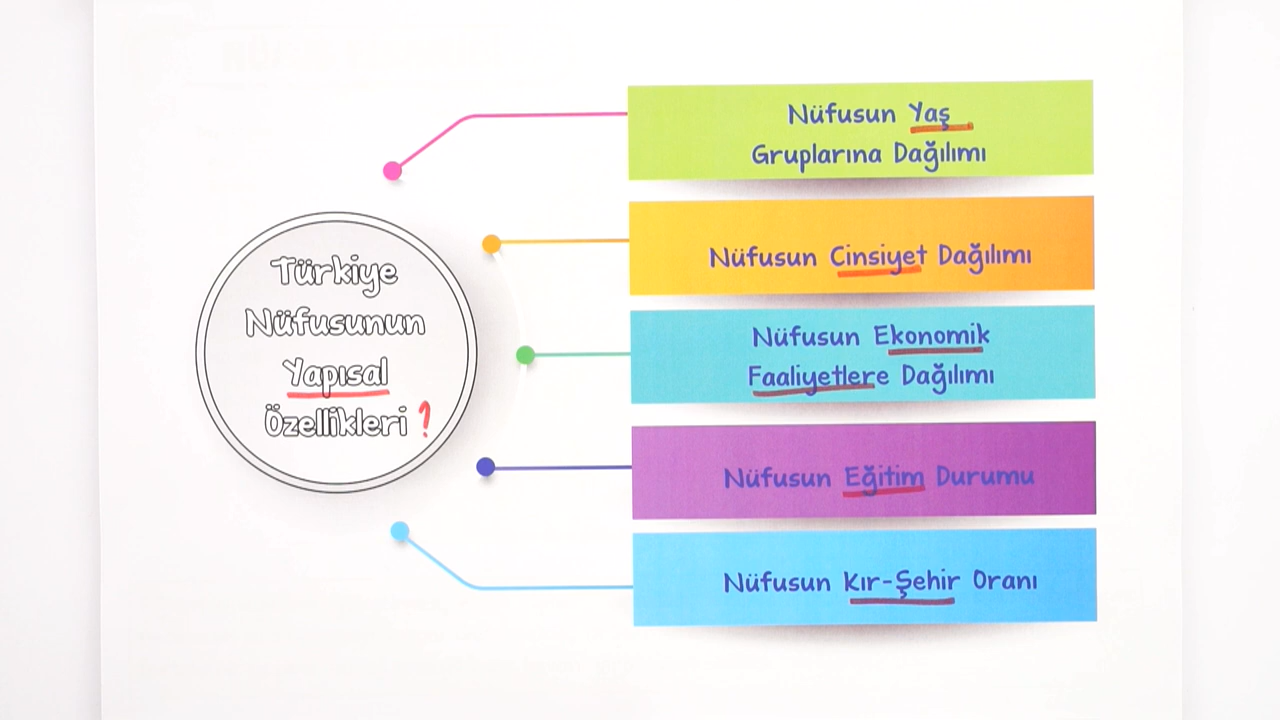 Türkiye
Nüfusunun
Yapısal
Özellikleri ?
Nüfusun Yaş
Gruplarına Dağılımı
Nüfusun Cinsiyet Dağılımı
Nüfusun Ekonomik
Faaliyetlere Dağılımı
Nüfusun Eğitim Durumu
Nüfusun Kır-Şehir Oranı